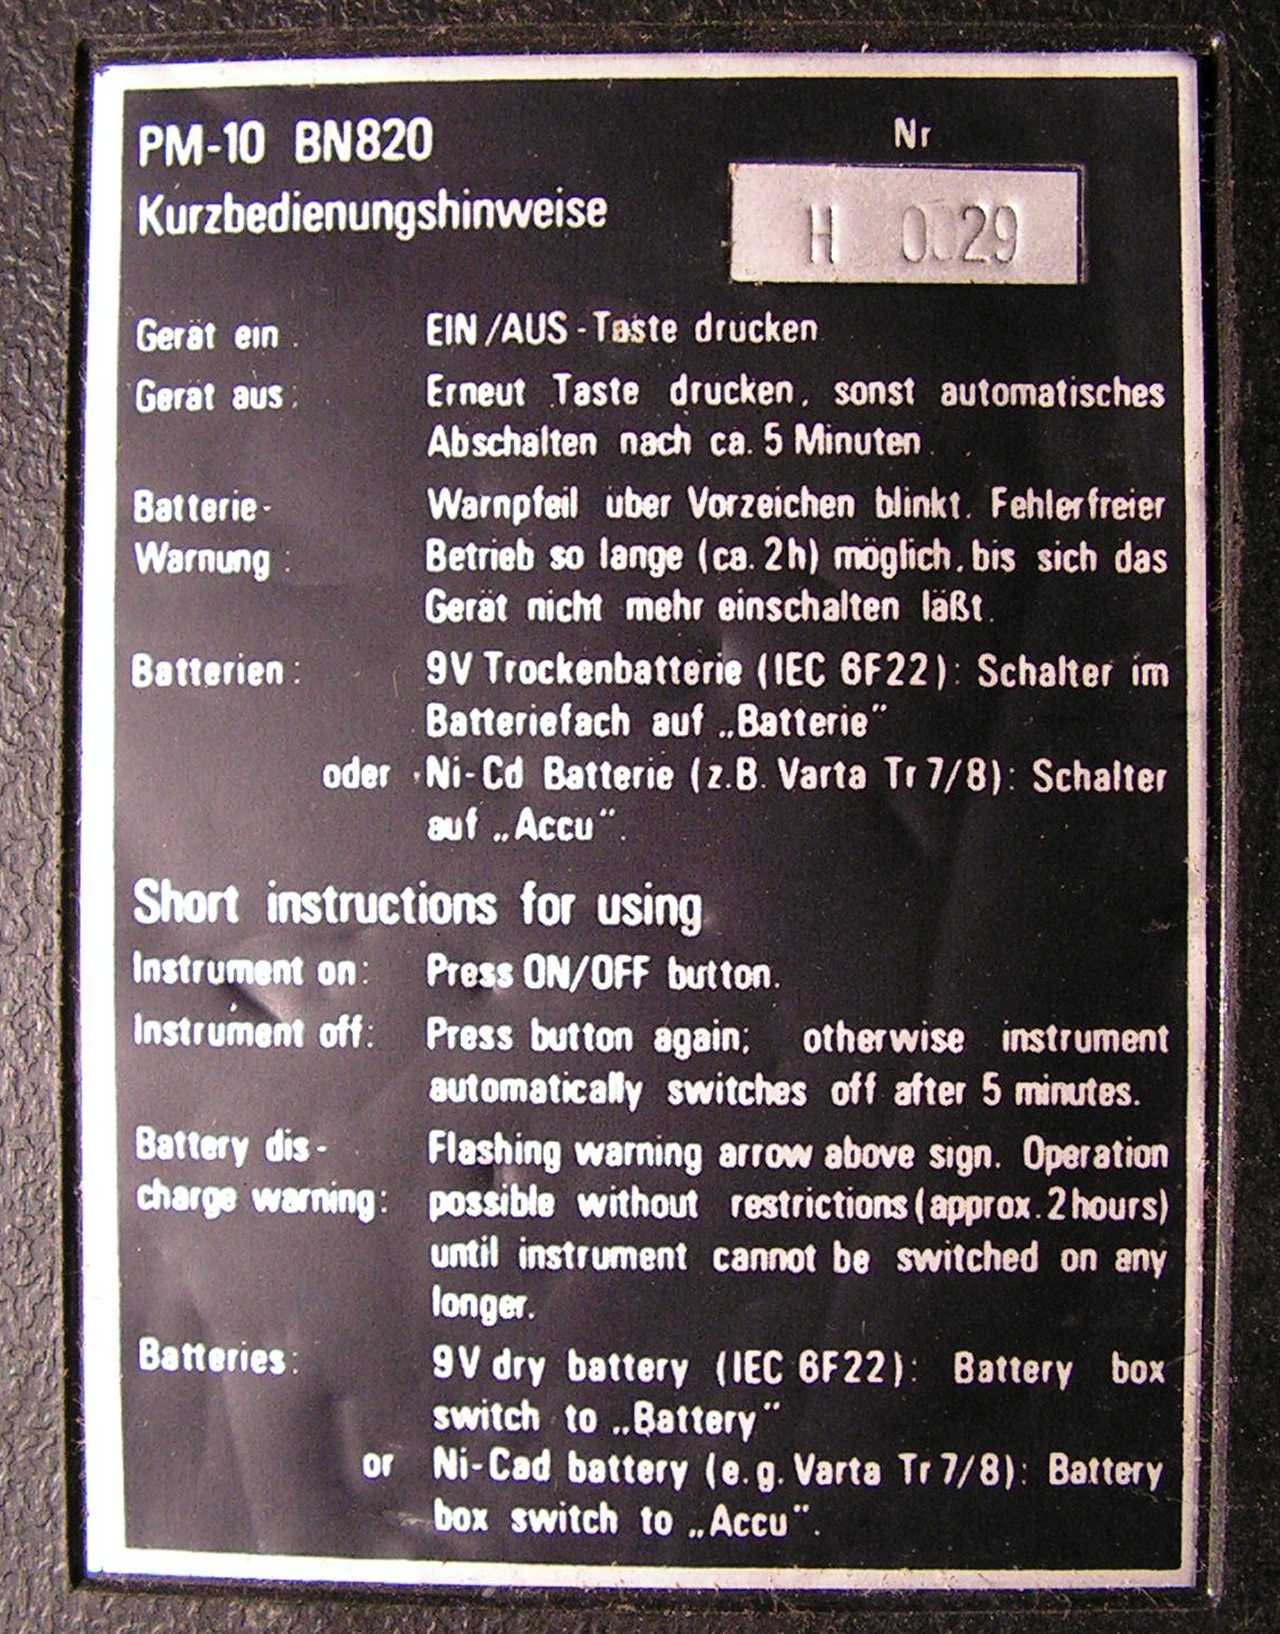 PM-10 BN820
Nr
Kurzbedienungshinweise
H 0029
Gerät ein :
EIN/AUS-Taste drücken
Gerät aus:
Erneut Taste drücken, sonst automatisches
Abschalten nach ca. 5 Minuten.
Batterie-
Warnung :
Warnpfeil über Vorzeichen blinkt. Fehlerfreier
Betrieb so lange (ca. 2h) möglich, bis sich das
Gerät nicht mehr einschalten läßt.
Batterien:
9V Trockenbatterie (IEC 6F22): Schalter im
Batteriefach auf „Batterie"
oder Ni-Cd Batterie (z.B. Varta Tr 7/8): Schalter
auf „Accu".
Short instructions for using
Instrument on: Press ON/OFF button.
Instrument off: Press button again; otherwise instrument
automatically switches off after 5 minutes.
Battery dis-
charge warning:
Flashing warning arrow above sign. Operation
possible without restrictions (approx. 2 hours)
until instrument cannot be switched on any
longer.
Batteries:
9V dry battery (IEC 6F22): Battery box
switch to „Battery"
or Ni-Cad battery (e.g. Varta Tr 7/8): Battery
box switch to „Accu".